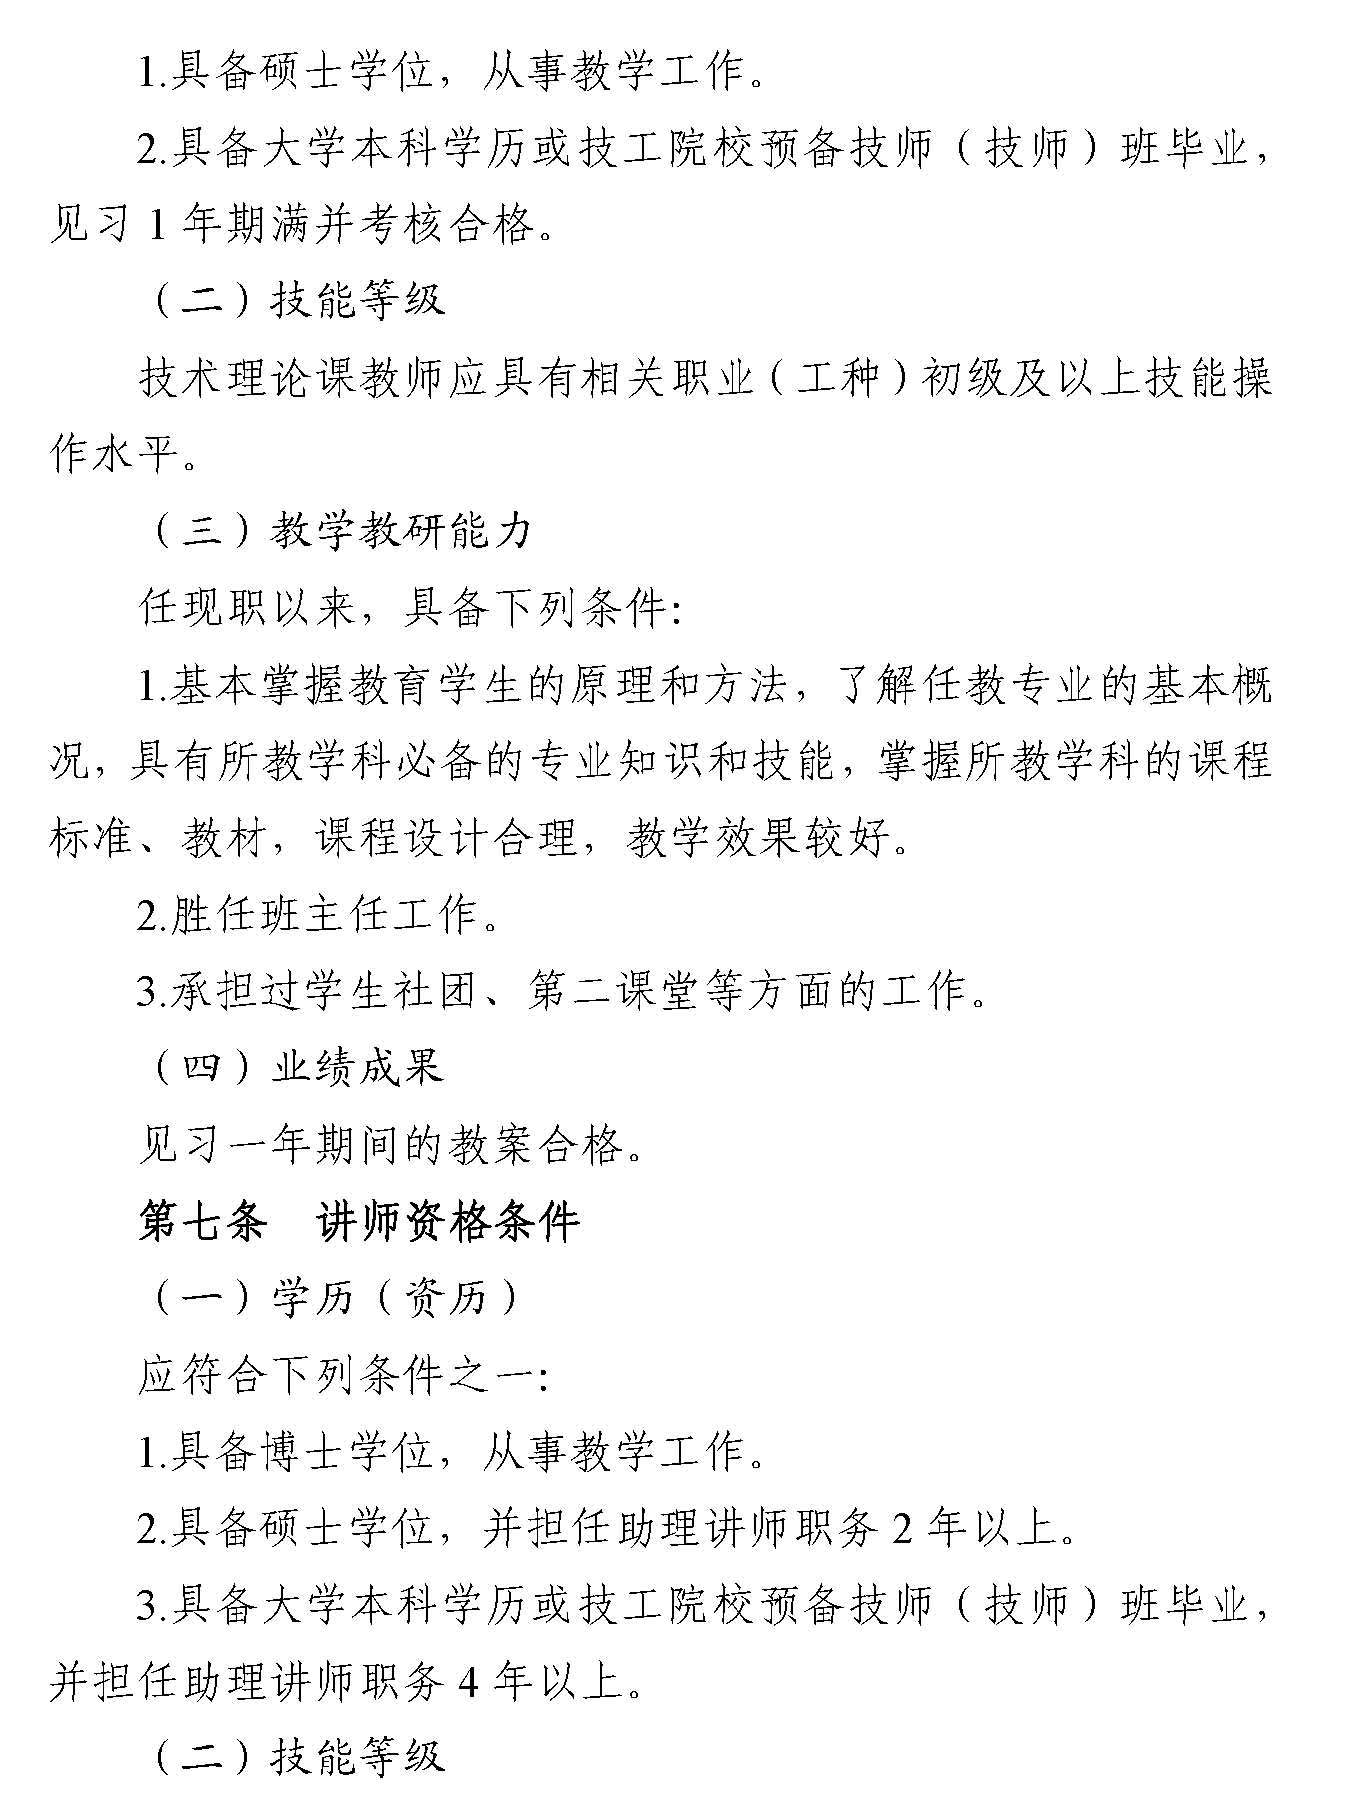 1.具备硕士学位，从事教学工作。
2.具备大学本科学历或技工院校预备技师（技师）班毕业，
见习 1 年期满并考核合格。
（二）技能等级
技术理论课教师应具有相关职业（工种）初级及以上技能操
作水平。
（三）教学教研能力
任现职以来，具备下列条件：
1.基本掌握教育学生的原理和方法，了解任教专业的基本概
况，具有所教学科必备的专业知识和技能，掌握所教学科的课程
标准、教材，课程设计合理，教学效果较好。
2.胜任班主任工作。
3.承担过学生社团、第二课堂等方面的工作。
（四）业绩成果
见习一年期间的教案合格。
第七条　讲师资格条件
（一）学历（资历）
应符合下列条件之一：
1.具备博士学位，从事教学工作。
2.具备硕士学位，并担任助理讲师职务 2 年以上。
3.具备大学本科学历或技工院校预备技师（技师）班毕业，
并担任助理讲师职务 4 年以上。
（二）技能等级